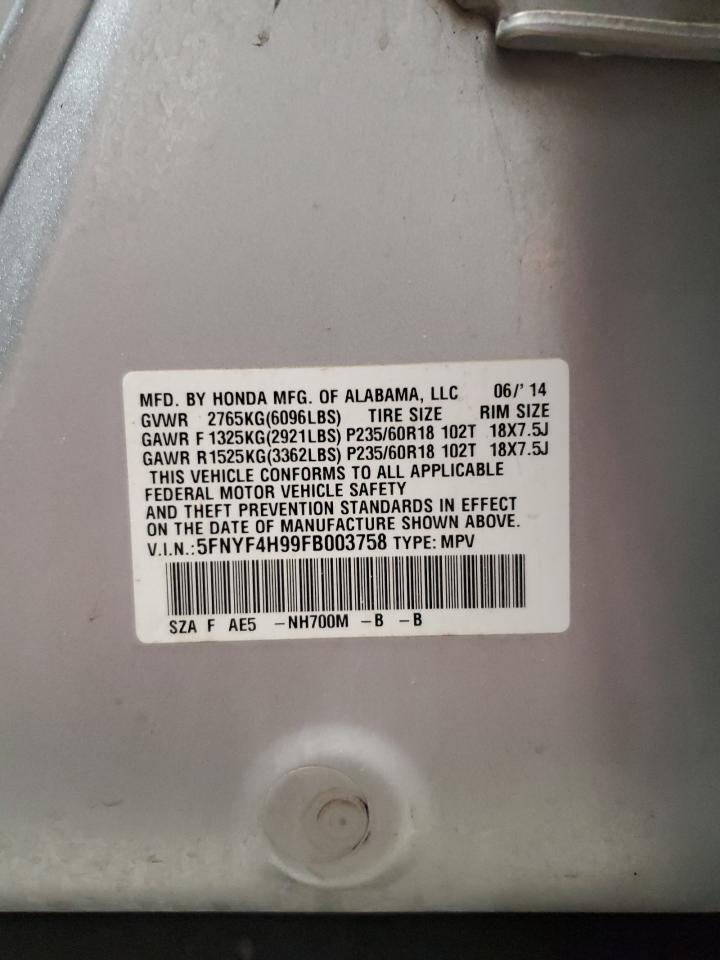 MFD. BY HONDA MFG. OF ALABAMA, LLC 06/'14
GVWR 2765KG(6096LBS) TIRE SIZE RIM SIZE
GAWR F 1325KG(2921LBS) P235/60R18 102T 18X7.5J
GAWR R1525KG(3362LBS) P235/60R18 102T 18X7.5J
THIS VEHICLE CONFORMS TO ALL APPLICABLE
FEDERAL MOTOR VEHICLE SAFETY
AND THEFT PREVENTION STANDARDS IN EFFECT
ON THE DATE OF MANUFACTURE SHOWN ABOVE.
V.I.N.:5FNYF4H99FB003758 TYPE: MPV
SZA F AE5 -NH700M -B -B